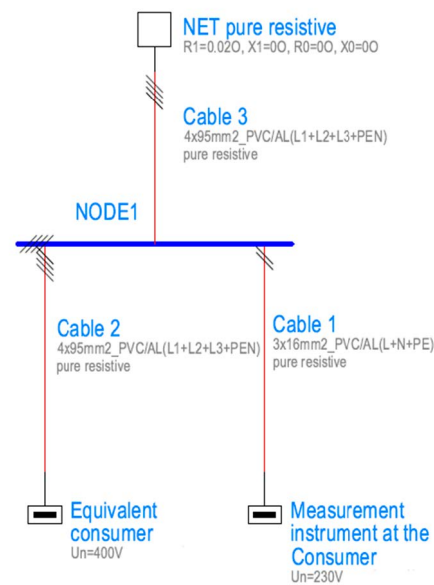 NET pure resistive
R1=0.02O, X1=0O, R0=0O, X0=0O
Cable 3
4x95mm2_PVC/AL(L1+L2+L3+PEN)
pure resistive
NODE1
Cable 2
4x95mm2_PVC/AL(L1+L2+L3+PEN)
pure resistive
Cable 1
3x16mm2_PVC/AL(L+N+PE)
pure resistive
Equivalent
consumer
Un=400V
Measurement
instrument at the
Consumer
Un=230V